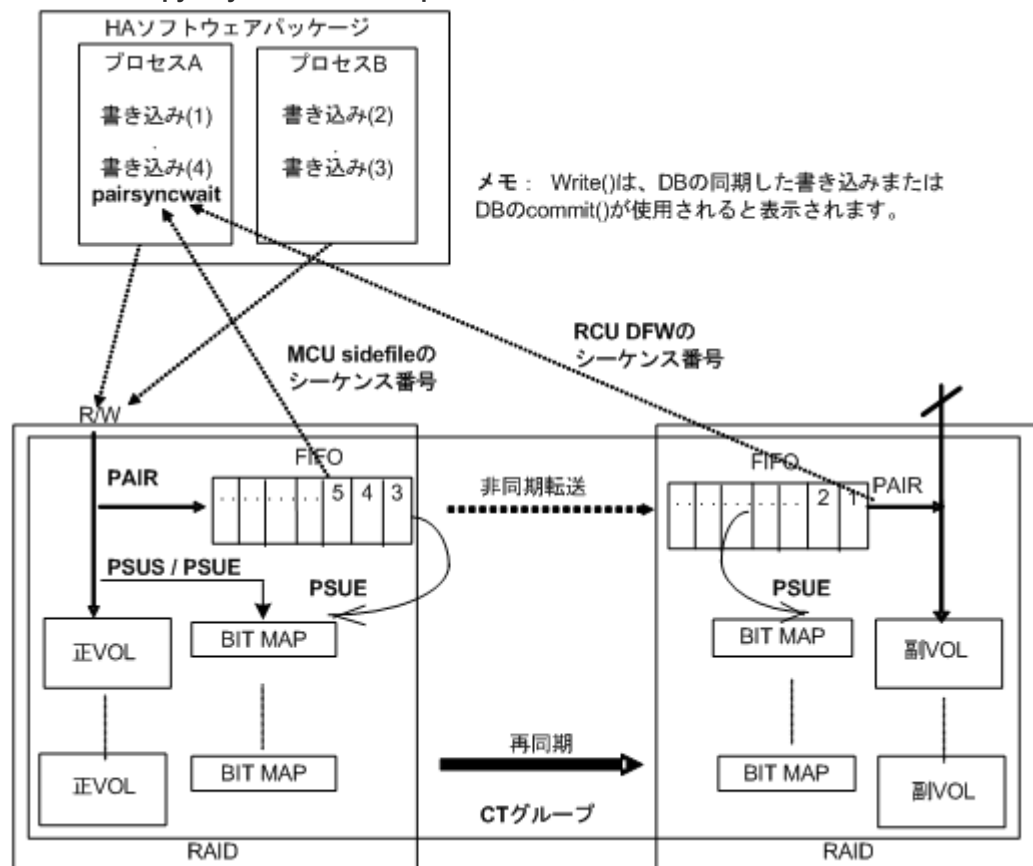 HAソフトウェアパッケージ
プロセスA
書き込み(1)
.
書き込み(4)
pairsyncwait
プロセスB
書き込み(2)
.
書き込み(3)
メモ： Write()は、DBの同期した書き込みまたは
DBのcommit()が使用されると表示されます。
MCU sidefileの
シーケンス番号
RCU DFWの
シーケンス番号
R/W
PAIR
FIFO
5 4 3
非同期転送
FIFO
2 1
PAIR
PSUS / PSUE
PSUE
PSUE
正VOL
BIT MAP
BIT MAP
副VOL
再同期
正VOL
BIT MAP
BIT MAP
副VOL
CTグループ
RAID
RAID